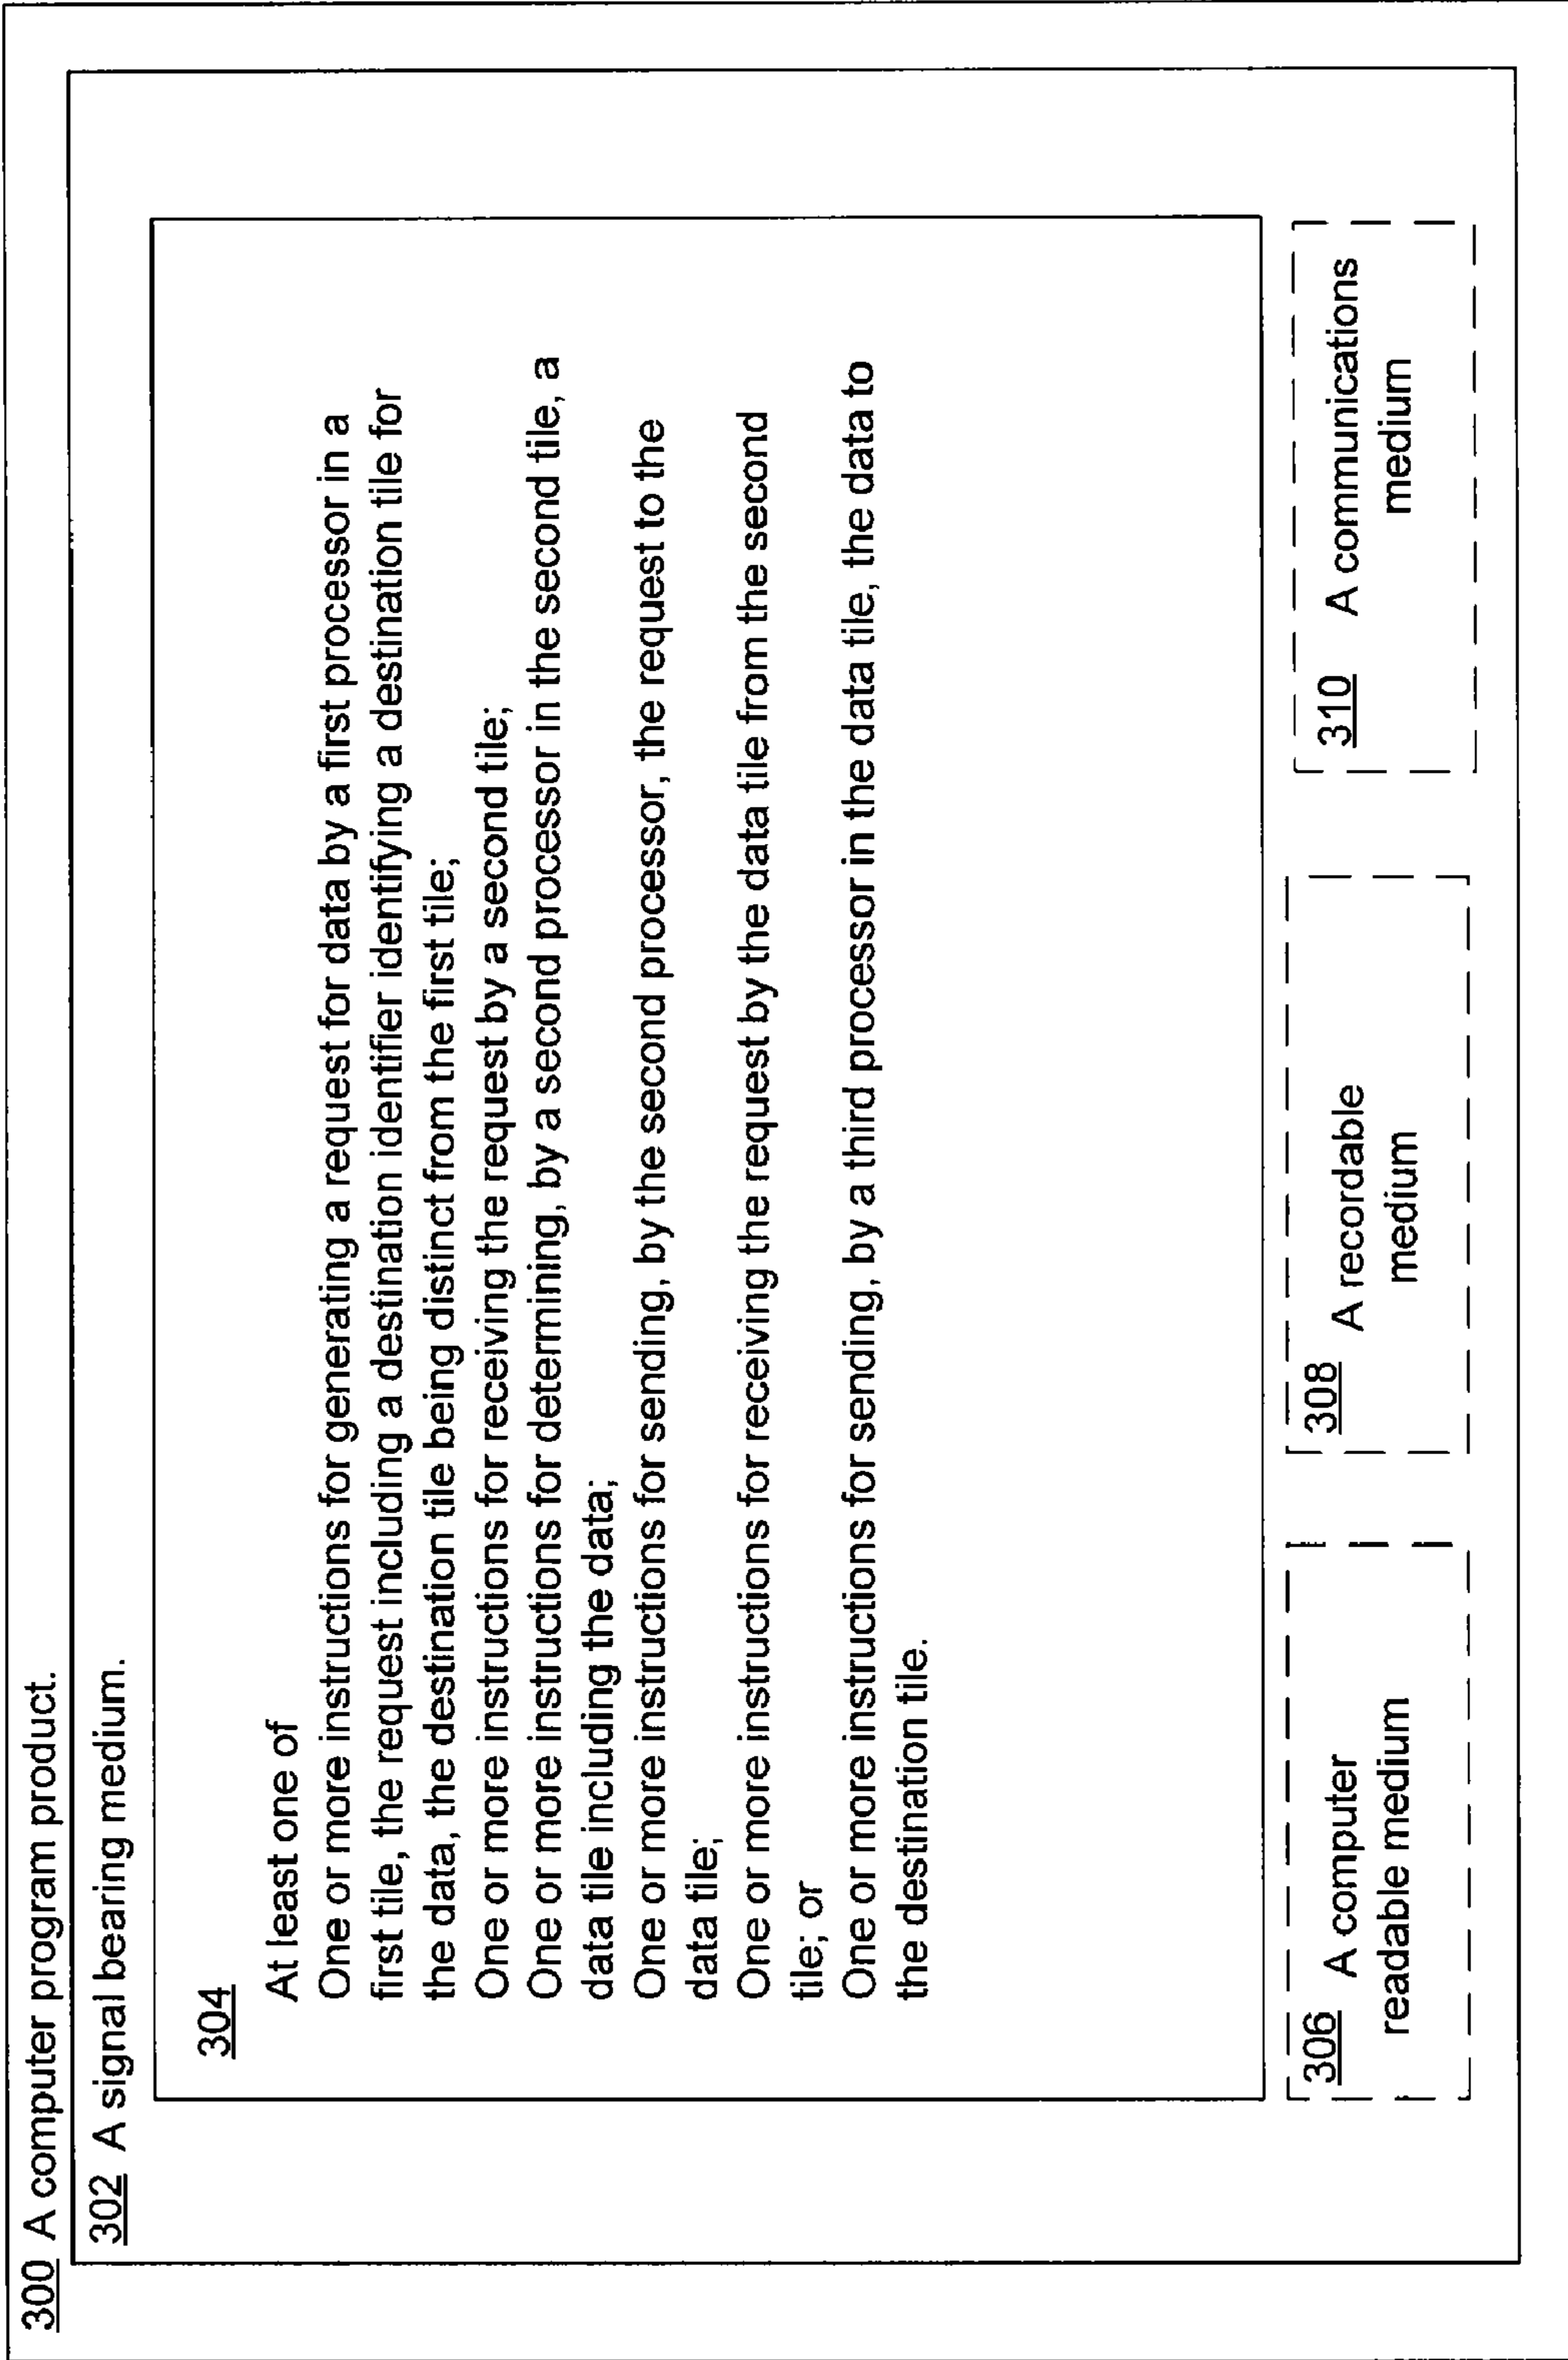 300 A computer program product.
302 A signal bearing medium.
304
At least one of
One or more instructions for generating a request for data by a first processor in a
first tile, the request including a destination identifier identifying a destination tile for
the data, the destination tile being distinct from the first tile;
One or more instructions for receiving the request by a second tile;
One or more instructions for determining, by a second processor in the second tile, a
data tile including the data;
One or more instructions for sending, by the second processor, the request to the
data tile;
One or more instructions for receiving the request by the data tile from the second
tile; or
One or more instructions for sending, by a third processor in the data tile, the data to
the destination tile.
306 A computer
readable medium
308 A recordable
medium
310 A communications
medium